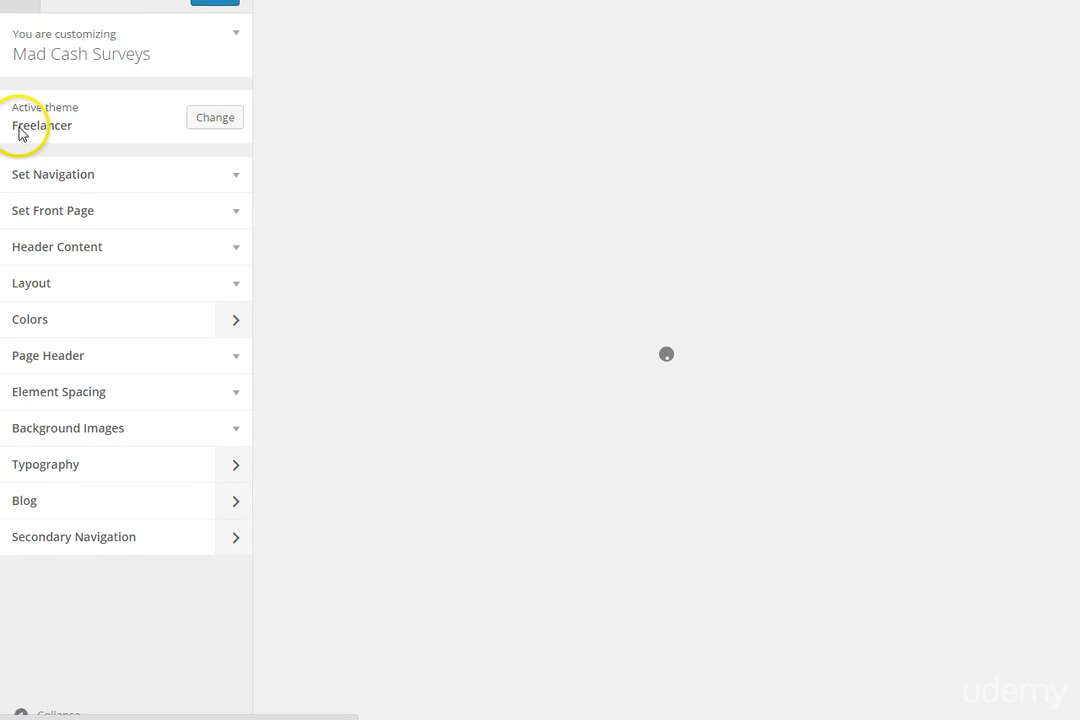 You are customizing
Mad Cash Surveys
Active theme
Freelancer
Change
Set Navigation
Set Front Page
Header Content
Layout
Colors
Page Header
Element Spacing
Background Images
Typography
Blog
Secondary Navigation
Collapse
udemy